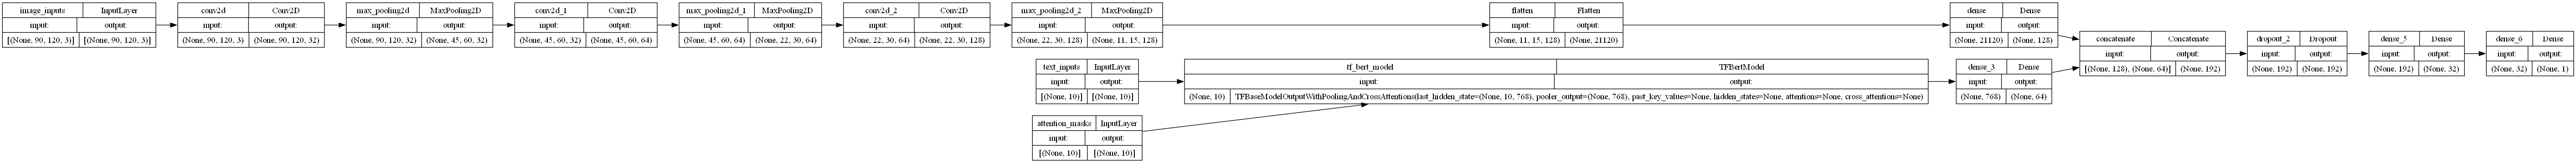 image_inputs InputLayer
input: output:
[(None, 90, 120, 3)] [(None, 90, 120, 3)]
conv2d Conv2D
input: output:
(None, 90, 120, 3) (None, 90, 120, 32)
max_pooling2d MaxPooling2D
input: output:
(None, 90, 120, 32) (None, 45, 60, 32)
conv2d_1 Conv2D
input: output:
(None, 45, 60, 32) (None, 45, 60, 64)
max_pooling2d_1 MaxPooling2D
input: output:
(None, 45, 60, 64) (None, 22, 30, 64)
conv2d_2 Conv2D
input: output:
(None, 22, 30, 64) (None, 22, 30, 128)
max_pooling2d_2 MaxPooling2D
input: output:
(None, 22, 30, 128) (None, 11, 15, 128)
flatten Flatten
input: output:
(None, 11, 15, 128) (None, 21120)
dense Dense
input: output:
(None, 21120) (None, 128)
text_inputs InputLayer
input: output:
[(None, 10)] [(None, 10)]
tf_bert_model TFBertModel
input: output:
(None, 10) TFBaseModelOutputWithPoolingAndCrossAttentions(last_hidden_state=(None, 10, 768), pooler_output=(None, 768), past_key_values=None, hidden_states=None, attentions=None, cross_attentions=None)
attention_masks InputLayer
input: output:
[(None, 10)] [(None, 10)]
dense_3 Dense
input: output:
(None, 768) (None, 64)
concatenate Concatenate
input: output:
[(None, 128), (None, 64)] (None, 192)
dropout_2 Dropout
input: output:
(None, 192) (None, 192)
dense_5 Dense
input: output:
(None, 192) (None, 32)
dense_6 Dense
input: output:
(None, 32) (None, 1)